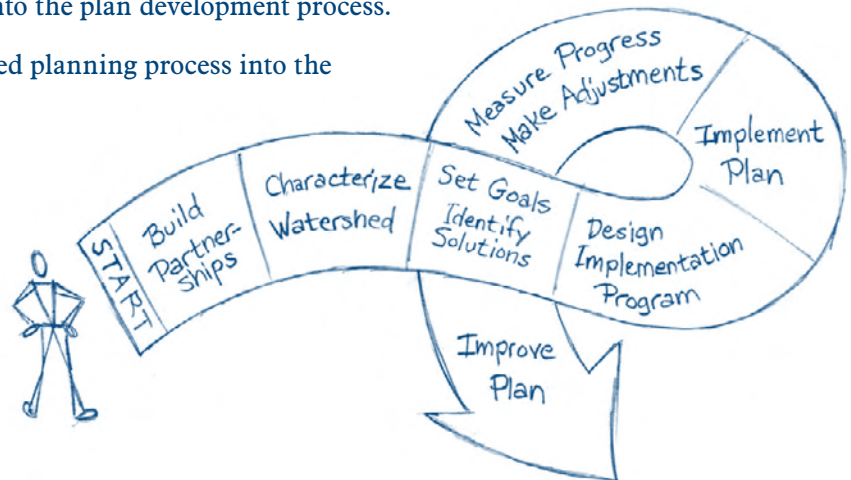 nto the plan development process.
ed planning process into the
START
Build
Partner-
ships
Characterize
Watershed
Set Goals
Identify
Solutions
Design
Implementation
Program
Implement
Plan
Measure Progress
Make Adjustments
Improve
Plan